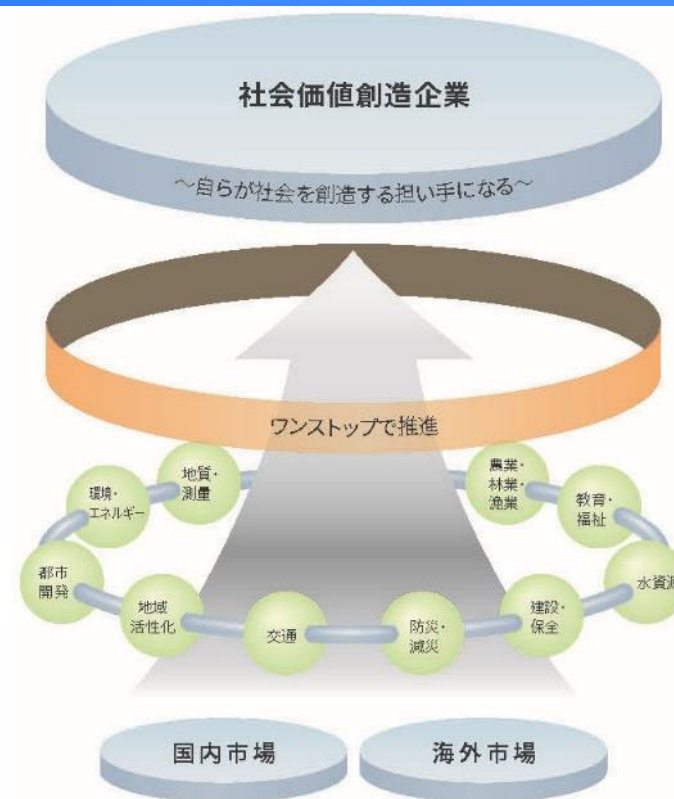 社会価値創造企業
～自らが社会を創造する担い手になる～
ワンストップで推進
地質・
測量
農業・
林業・
漁業
環境・
エネルギー
教育・
福祉
都市
開発
水資源
地域
活性化
交通
防災・
減災
建設・
保全
国内市場
海外市場